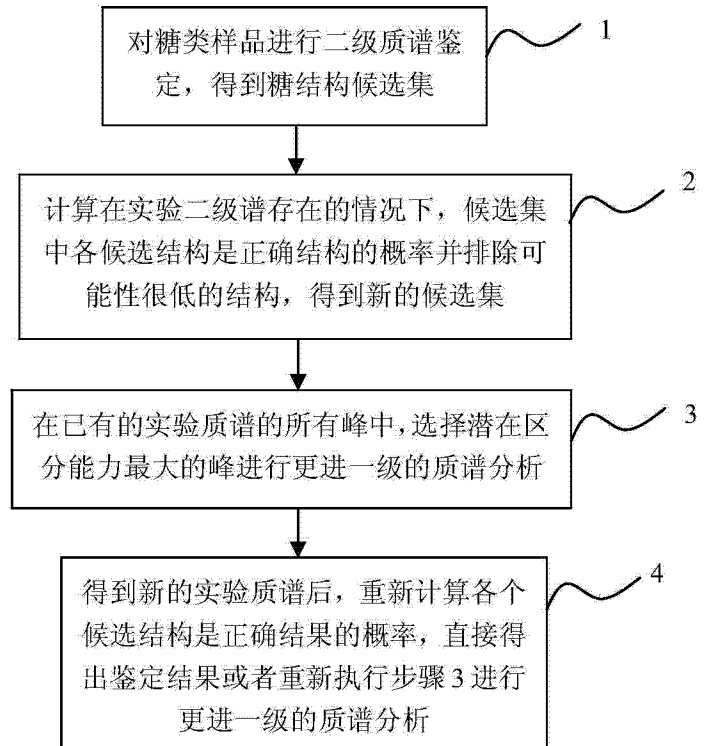 对糖类样品进行二级质谱鉴
定，得到糖结构候选集
1
计算在实验二级谱存在的情况下，候选集
中各候选结构是正确结构的概率并排除可
能性很低的结构，得到新的候选集
2
在已有的实验质谱的所有峰中，选择潜在区
分能力最大的峰进行更进一级的质谱分析
3
得到新的实验质谱后，重新计算各个
候选结构是正确结果的概率，直接得
出鉴定结果或者重新执行步骤3进行
更进一级的质谱分析
4